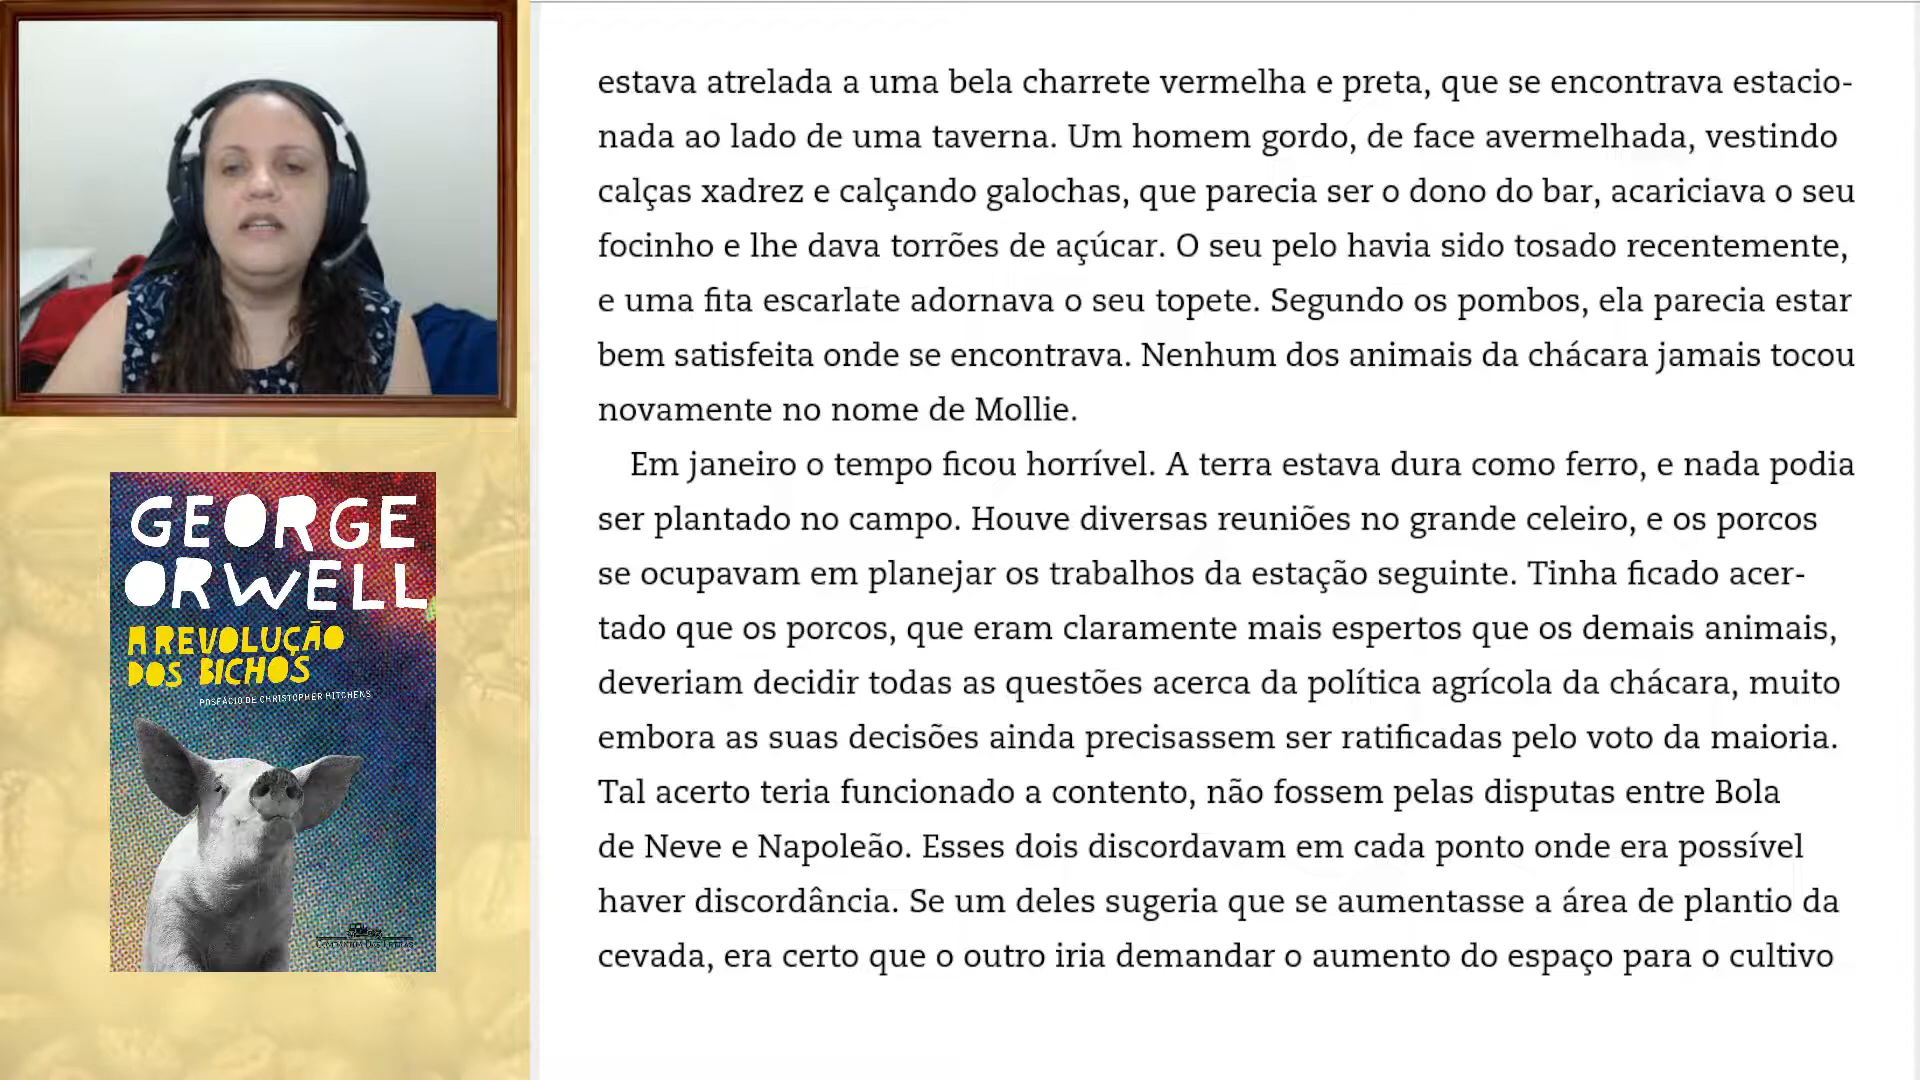 GEORGE
ORWELL
A REVOLUÇÃO
DOS BICHOS
POSFÁCIO DE CHRISTOPHER HITCHENS
COMPANHIA DAS LETRAS
estava atrelada a uma bela charrete vermelha e preta, que se encontrava estacio-
nada ao lado de uma taverna. Um homem gordo, de face avermelhada, vestindo
calças xadrez e calçando galochas, que parecia ser o dono do bar, acariciava o seu
focinho e lhe dava torrões de açúcar. O seu pelo havia sido tosado recentemente,
e uma fita escarlate adornava o seu topete. Segundo os pombos, ela parecia estar
bem satisfeita onde se encontrava. Nenhum dos animais da chácara jamais tocou
novamente no nome de Mollie.
Em janeiro o tempo ficou horrível. A terra estava dura como ferro, e nada podia
ser plantado no campo. Houve diversas reuniões no grande celeiro, e os porcos
se ocupavam em planejar os trabalhos da estação seguinte. Tinha ficado acer-
tado que os porcos, que eram claramente mais espertos que os demais animais,
deveriam decidir todas as questões acerca da política agrícola da chácara, muito
embora as suas decisões ainda precisassem ser ratificadas pelo voto da maioria.
Tal acerto teria funcionado a contento, não fossem pelas disputas entre Bola
de Neve e Napoleão. Esses dois discordavam em cada ponto onde era possível
haver discordância. Se um deles sugeria que se aumentasse a área de plantio da
cevada, era certo que o outro iria demandar o aumento do espaço para o cultivo